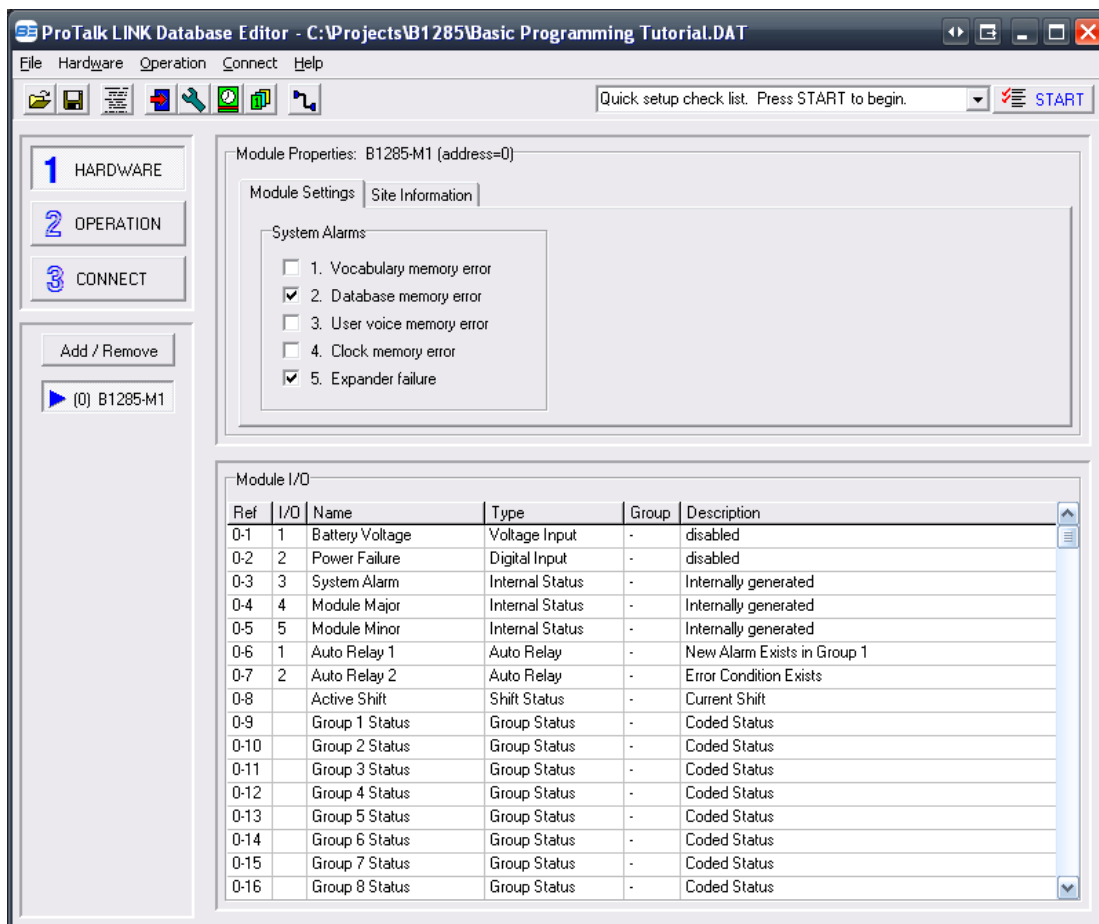 ProTalk LINK Database Editor - C:\Projects\B1285\Basic Programming Tutorial.DAT
File Hardware Operation Connect Help
Quick setup check list. Press START to begin.
START
1 HARDWARE
2 OPERATION
3 CONNECT
Add / Remove
(0) B1285-M1
Module Properties: B1285-M1 (address=0)
Module Settings
Site Information
System Alarms
1. Vocabulary memory error
2. Database memory error
3. User voice memory error
4. Clock memory error
5. Expander failure
Module I/O
Ref I/O Name Type Group Description
0-1 1 Battery Voltage Voltage Input - disabled
0-2 2 Power Failure Digital Input - disabled
0-3 3 System Alarm Internal Status - Internally generated
0-4 4 Module Major Internal Status - Internally generated
0-5 5 Module Minor Internal Status - Internally generated
0-6 1 Auto Relay 1 Auto Relay - New Alarm Exists in Group 1
0-7 2 Auto Relay 2 Auto Relay - Error Condition Exists
0-8 Active Shift Shift Status - Current Shift
0-9 Group 1 Status Group Status - Coded Status
0-10 Group 2 Status Group Status - Coded Status
0-11 Group 3 Status Group Status - Coded Status
0-12 Group 4 Status Group Status - Coded Status
0-13 Group 5 Status Group Status - Coded Status
0-14 Group 6 Status Group Status - Coded Status
0-15 Group 7 Status Group Status - Coded Status
0-16 Group 8 Status Group Status - Coded Status